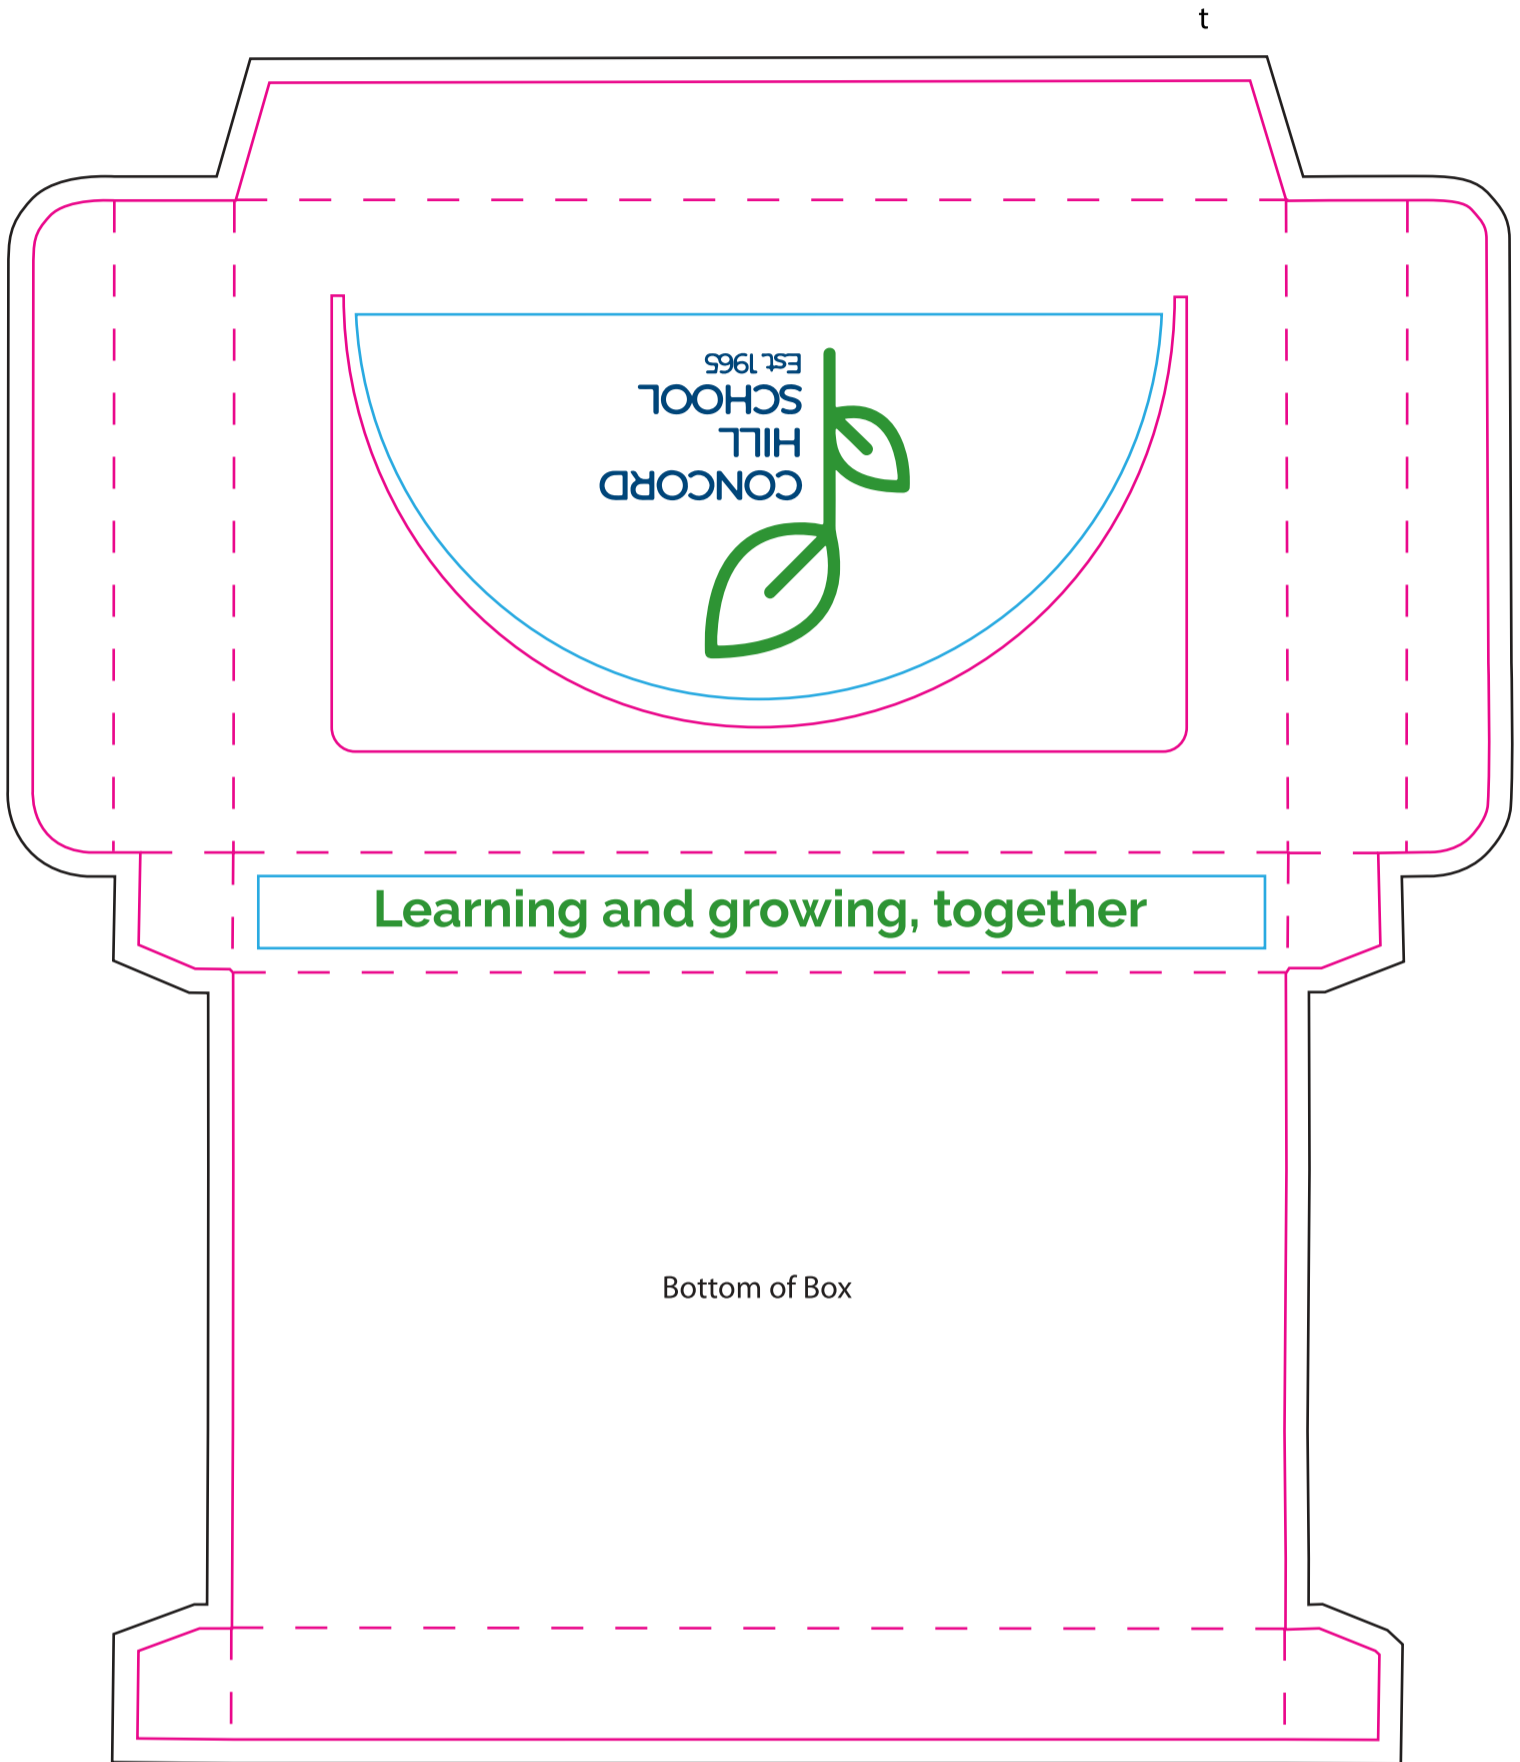 t
CONCORD
HILL
SCHOOL
Est. 1965
Learning and growing, together
Bottom of Box